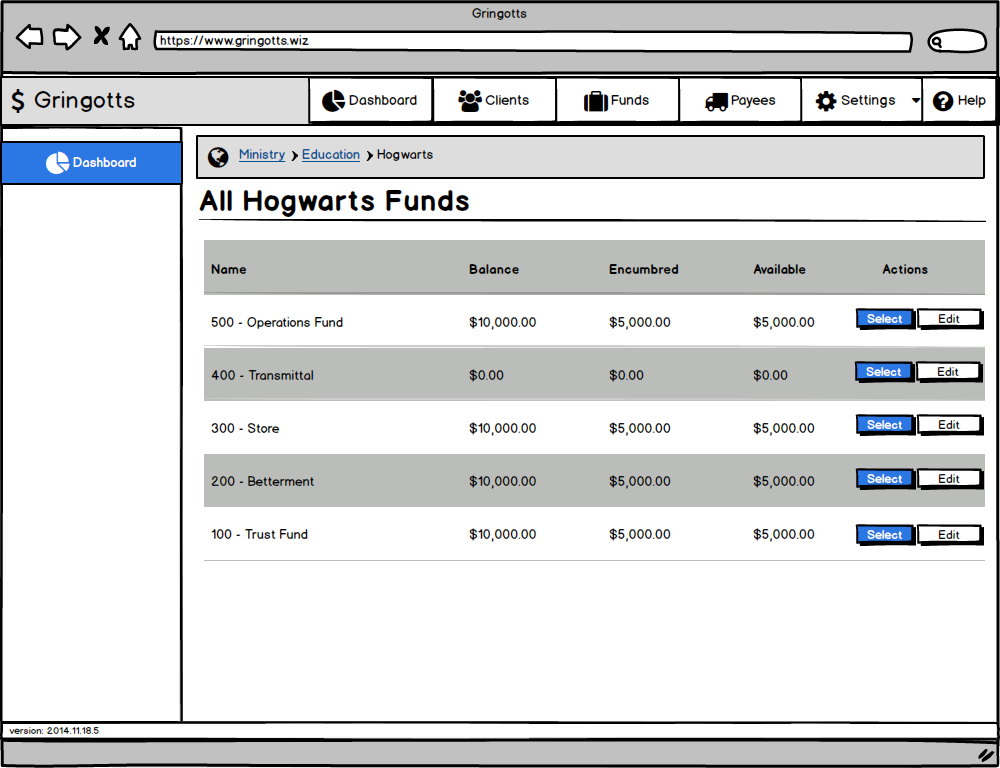 Gringotts
https://www.gringotts.wiz
$ Gringotts
Dashboard Clients Funds Payees Settings Help
Dashboard
Ministry Education Hogwarts
All Hogwarts Funds
Name Balance Encumbred Available Actions
500 - Operations Fund $10,000.00 $5,000.00 $5,000.00 Select Edit
400 - Transmittal $0.00 $0.00 $0.00 Select Edit
300 - Store $10,000.00 $5,000.00 $5,000.00 Select Edit
200 - Betterment $10,000.00 $5,000.00 $5,000.00 Select Edit
100 - Trust Fund $10,000.00 $5,000.00 $5,000.00 Select Edit
version: 2014.11.18.5